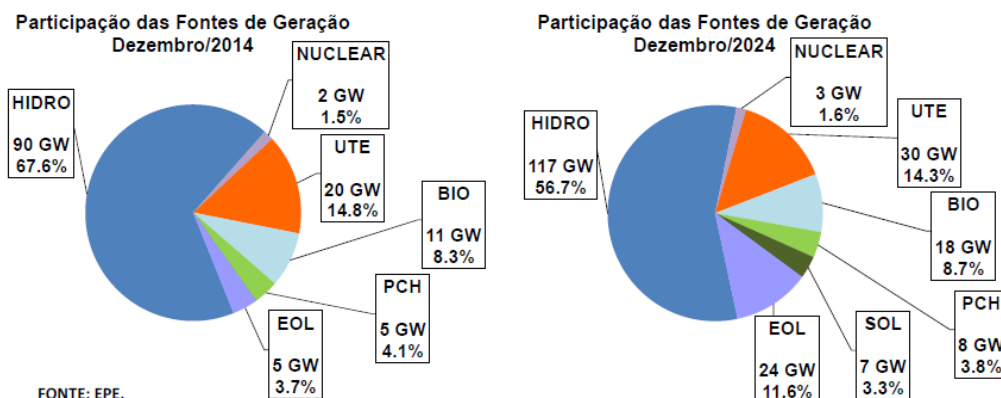 Participação das Fontes de Geração
Dezembro/2014
NUCLEAR
2 GW
1.5%
HIDRO
90 GW
67.6%
UTE
20 GW
14.8%
BIO
11 GW
8.3%
PCH
5 GW
4.1%
EOL
5 GW
3.7%
FONTE: EPE.
Participação das Fontes de Geração
Dezembro/2024
NUCLEAR
3 GW
1.6%
HIDRO
117 GW
56.7%
UTE
30 GW
14.3%
BIO
18 GW
8.7%
PCH
8 GW
3.8%
SOL
7 GW
3.3%
EOL
24 GW
11.6%